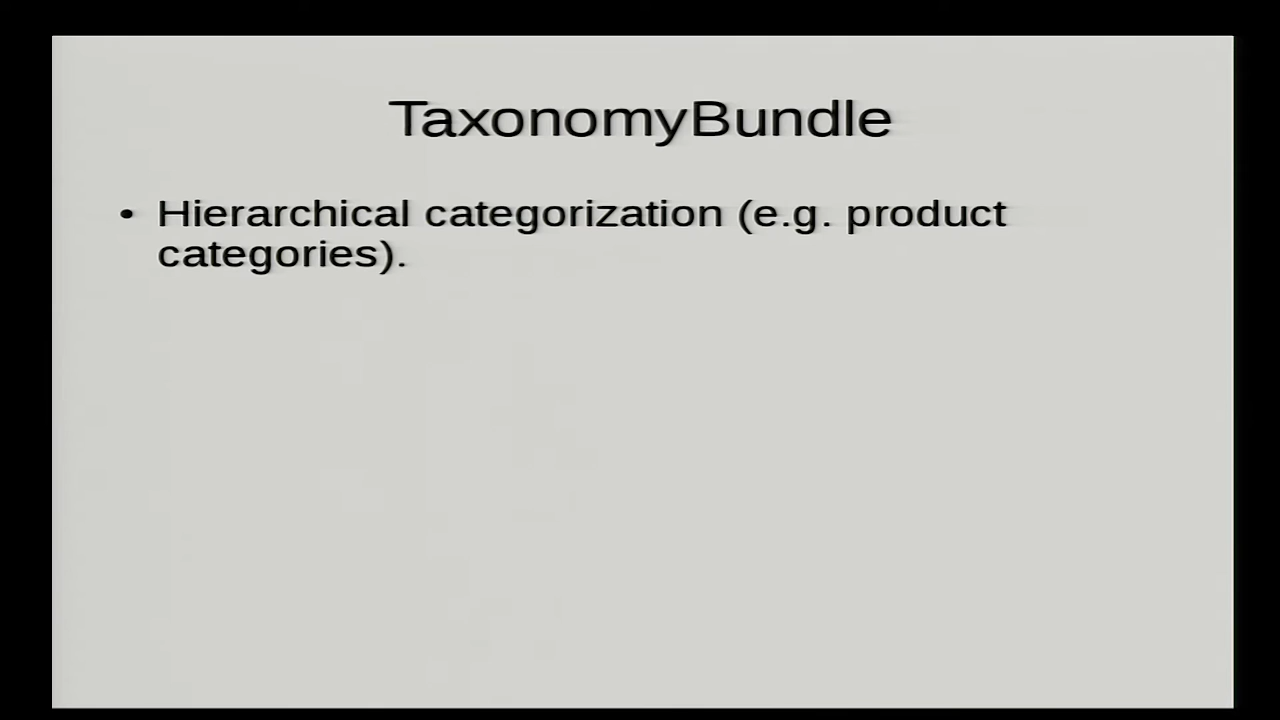 TaxonomyBundle
• Hierarchical categorization (e.g. product
categories).